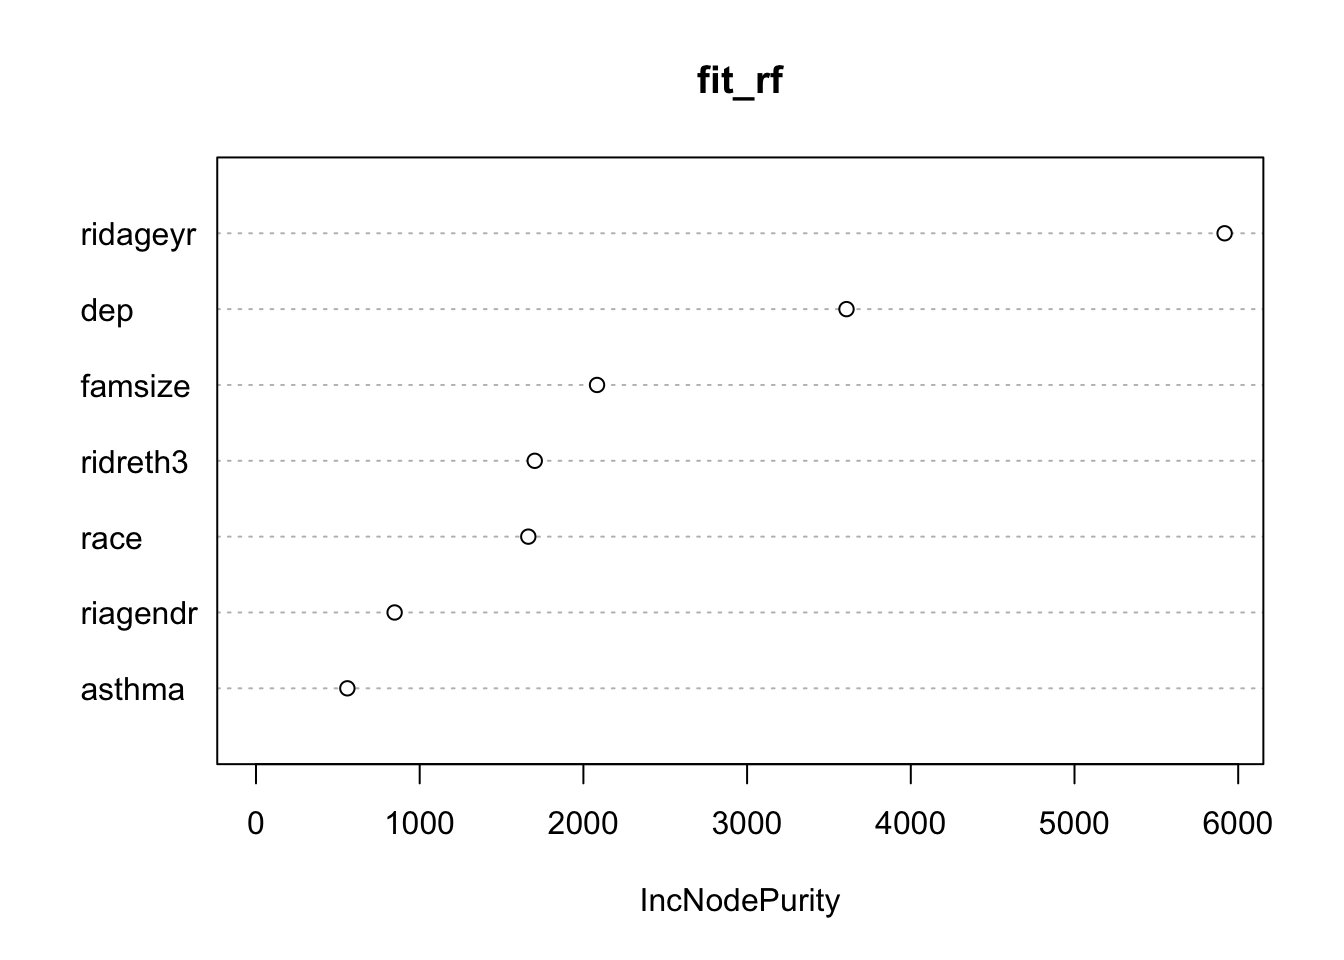 fit_rf
ridageyr
dep
famsize
ridreth3
race
riagendr
asthma
0 1000 2000 3000 4000 5000 6000
IncNodePurity